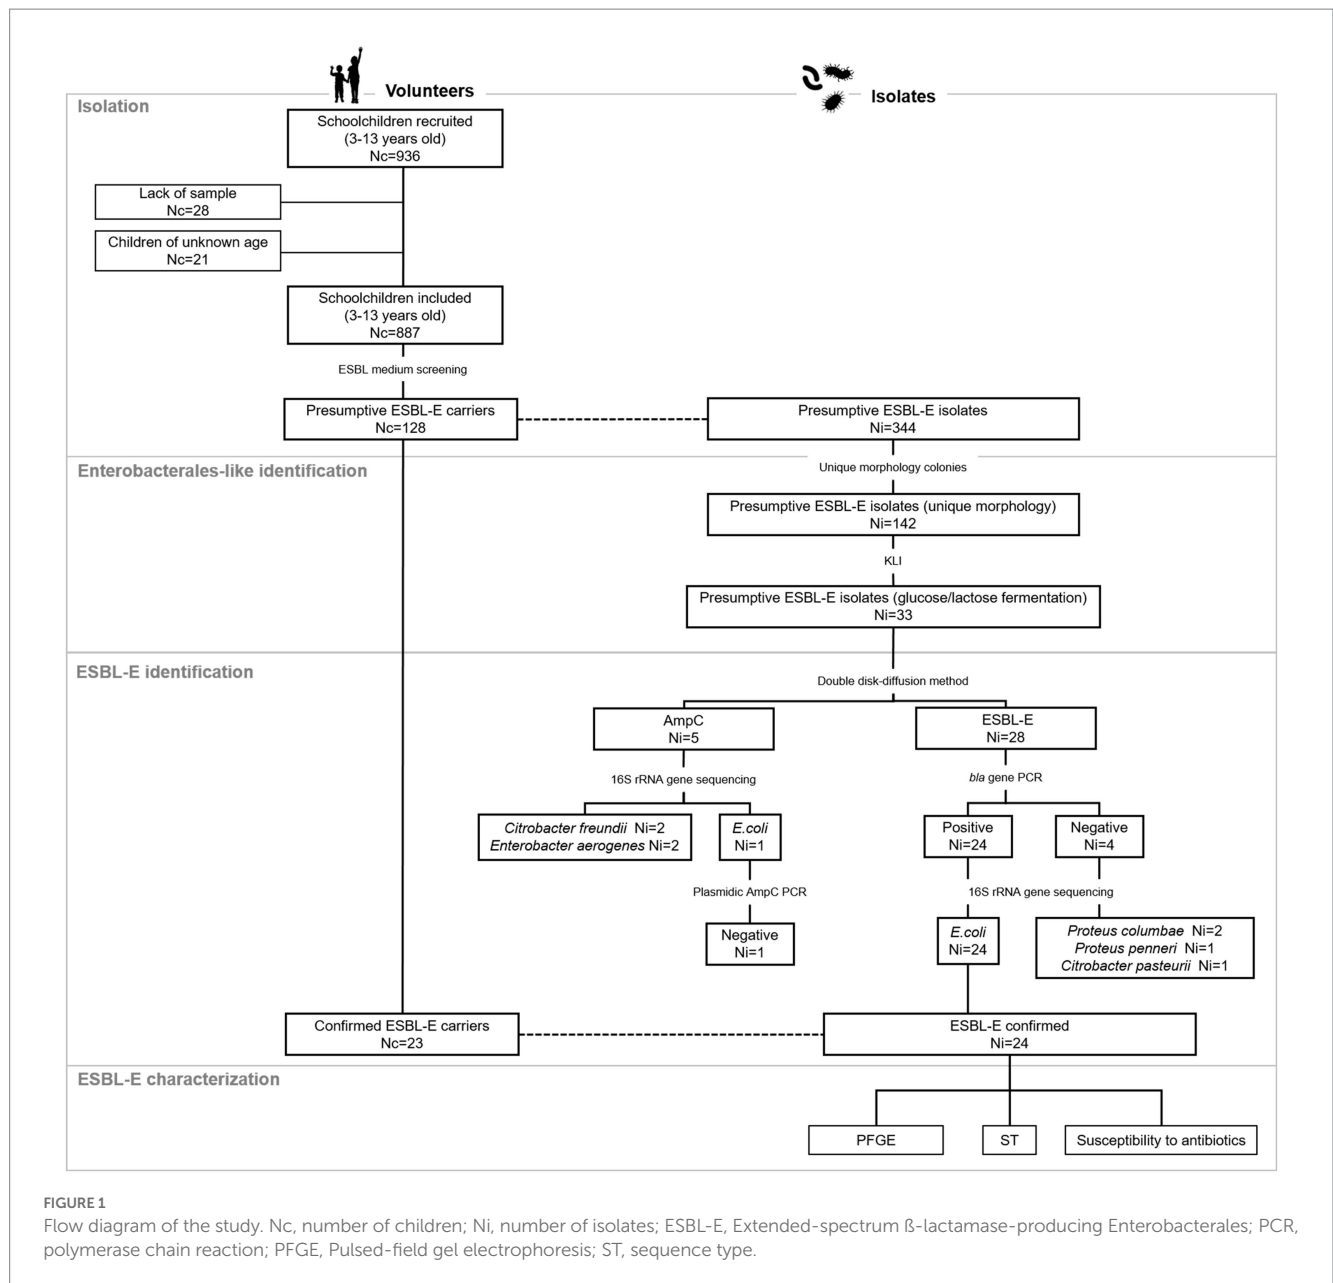 Volunteers
Isolates
Isolation
Schoolchildren recruited
(3-13 years old)
Nc=936
Lack of sample
Nc=28
Children of unknown age
Nc=21
Schoolchildren included
(3-13 years old)
Nc=887
ESBL medium screening
Presumptive ESBL-E carriers
Nc=128
Presumptive ESBL-E isolates
Ni=344
Enterobacterales-like identification
Unique morphology colonies
Presumptive ESBL-E isolates (unique morphology)
Ni=142
KLI
Presumptive ESBL-E isolates (glucose/lactose fermentation)
Ni=33
ESBL-E identification
Double disk-diffusion method
AmpC
Ni=5
ESBL-E
Ni=28
16S rRNA gene sequencing
bla gene PCR
Citrobacter freundii Ni=2
Enterobacter aerogenes Ni=2
E.coli
Ni=1
Positive
Ni=24
Negative
Ni=4
Plasmidic AmpC PCR
16S rRNA gene sequencing
Negative
Ni=1
E.coli
Ni=24
Proteus columbae Ni=2
Proteus penneri Ni=1
Citrobacter pasteurii Ni=1
Confirmed ESBL-E carriers
Nc=23
ESBL-E confirmed
Ni=24
ESBL-E characterization
PFGE
ST
Susceptibility to antibiotics
FIGURE 1
Flow diagram of the study. Nc, number of children; Ni, number of isolates; ESBL-E, Extended-spectrum ß-lactamase-producing Enterobacterales; PCR,
polymerase chain reaction; PFGE, Pulsed-field gel electrophoresis; ST, sequence type.